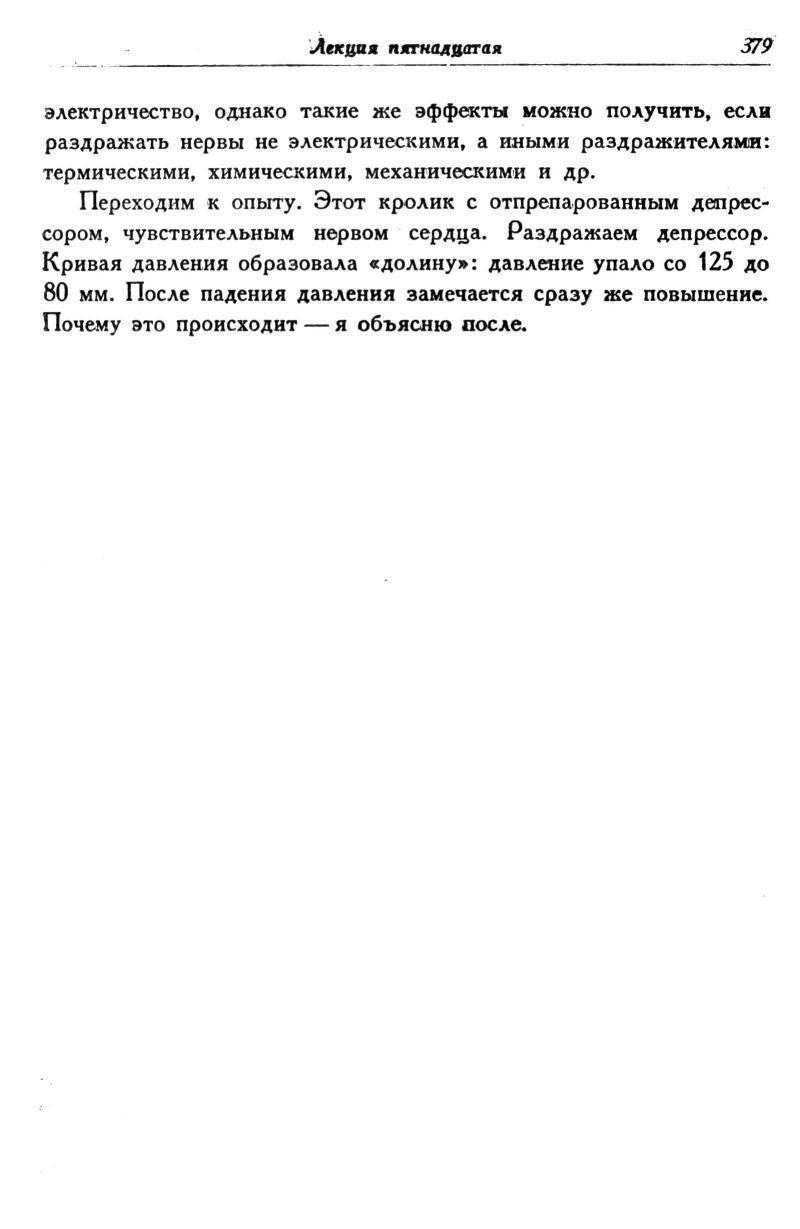 Лекция пятнадцатая 379
электричество, однако такие же эффекты можно получить, если
раздражать нервы не электрическими, а иными раздражителями:
термическими, химическими, механическими и др.
Переходим к опыту. Этот кролик с отпрепарованным депрес-
сором, чувствительным нервом сердца. Раздражаем депрессор.
Кривая давления образовала «долину»: давление упало со 125 до
80 мм. После падения давления замечается сразу же повышение.
Почему это происходит — я объясню после.